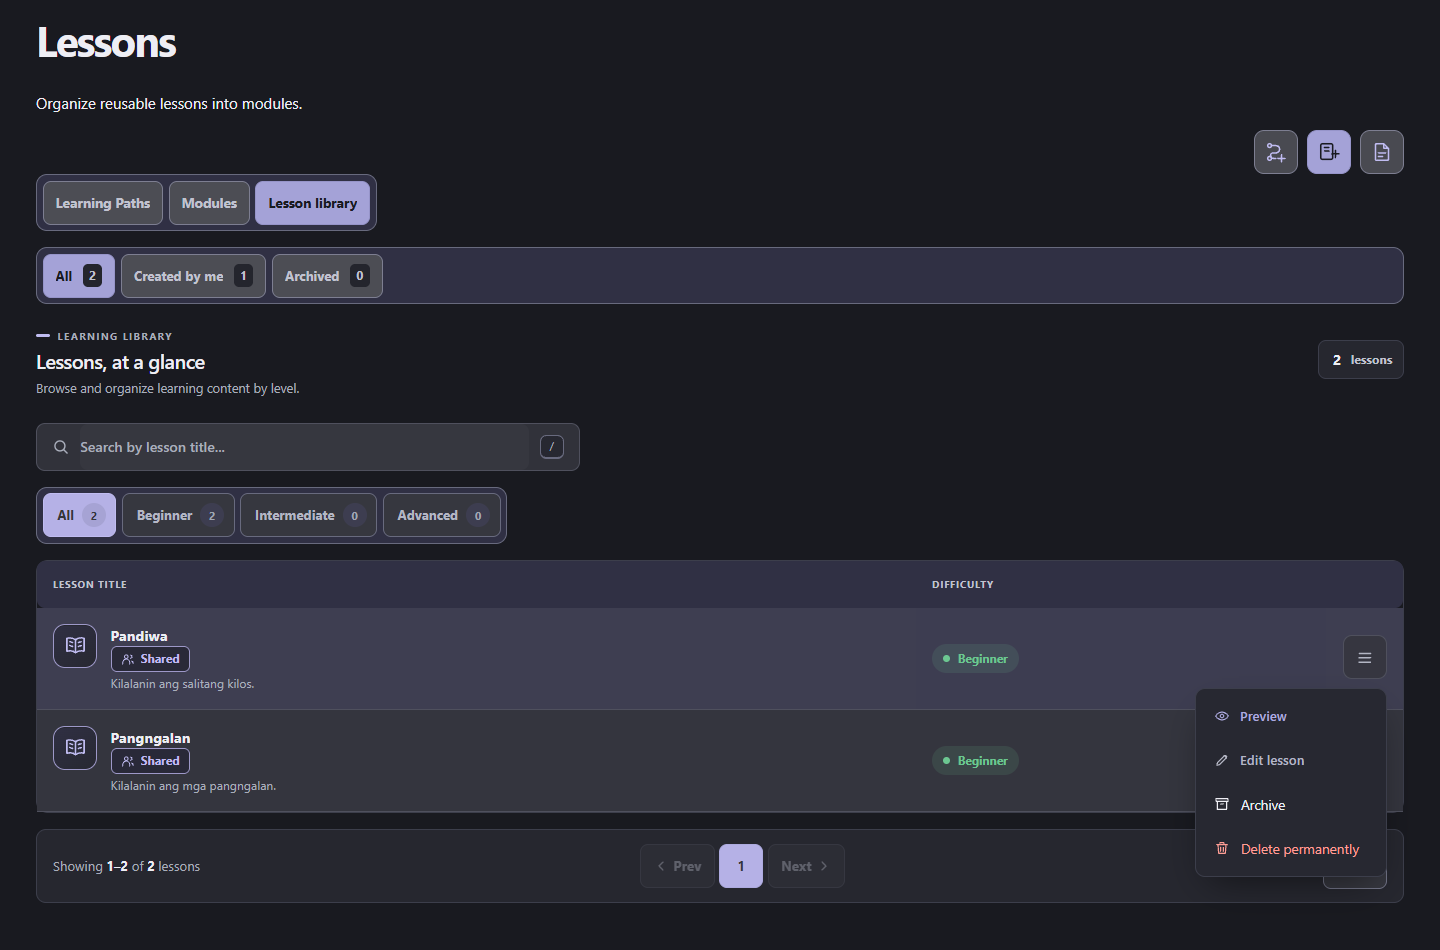 Lessons
Organize reusable lessons into modules.
Learning Paths Modules Lesson library
All 2 Created by me 1 Archived 0
LEARNING LIBRARY
Lessons, at a glance
2 lessons
Browse and organize learning content by level.
Search by lesson title... /
All 2 Beginner 2 Intermediate 0 Advanced 0
LESSON TITLE DIFFICULTY
Pandiwa
Shared
Kilalanin ang salitang kilos.
Beginner
Pangngalan
Shared
Kilalanin ang mga pangngalan.
Beginner
Preview
Edit lesson
Archive
Delete permanently
Showing 1–2 of 2 lessons
Prev 1 Next